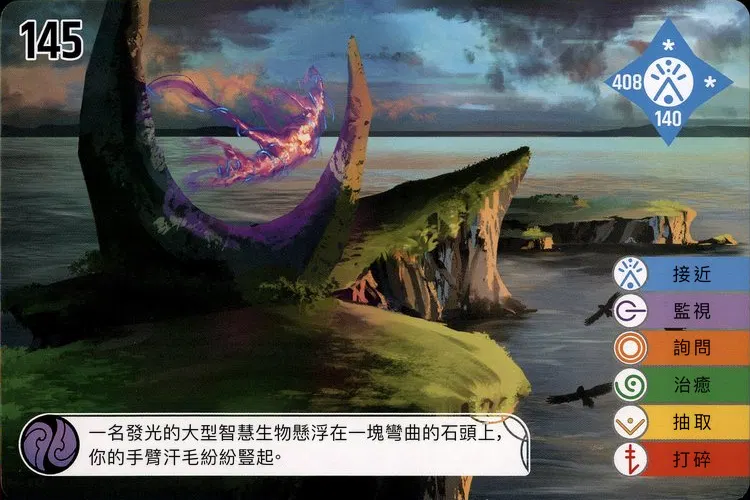 145
*
408
*
140
接近
監視
詢問
治癒
抽取
打碎
一名發光的大型智慧生物懸浮在一塊彎曲的石頭上，
你的手臂汗毛紛紛豎起。